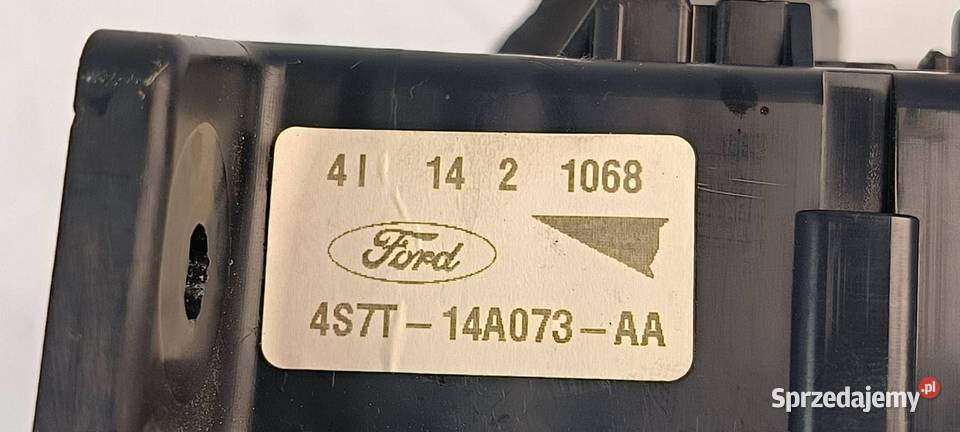 4I 14 2 1068
Ford
4S7T-14A073-AA
Sprzedajemy.pl